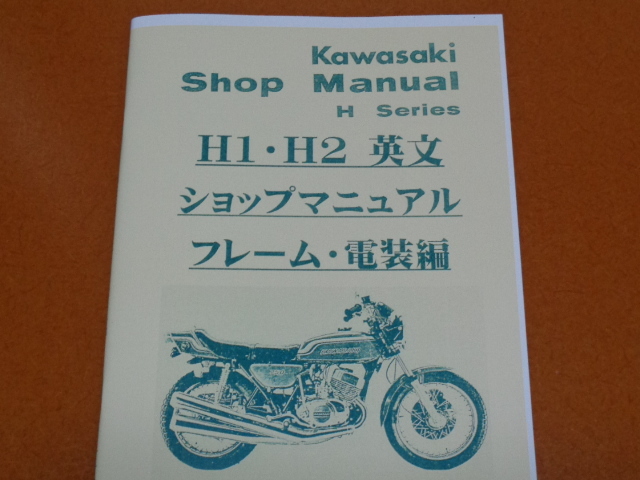 Kawasaki
Shop Manual
H Series
H1・H2 英文
ショップマニュアル
フレーム・電装編